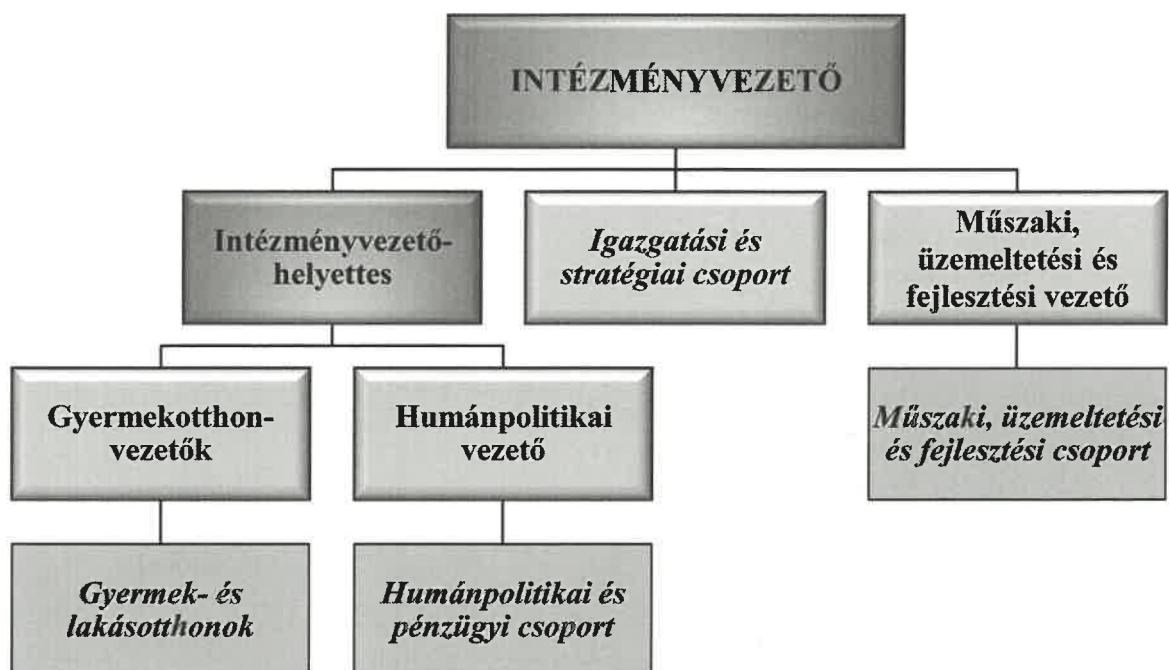 INTÉZMÉNYVEZETŐ
Intézményvezető-
helyettes
Igazgatási és
stratégiai csoport
Műszaki,
üzemeltetési és
fejlesztési vezető
Gyermekotthon-
vezetők
Humánpolitikai
vezető
Műszaki, üzemeltetési
és fejlesztési csoport
Gyermek- és
lakásotthonok
Humánpolitikai és
pénzügyi csoport